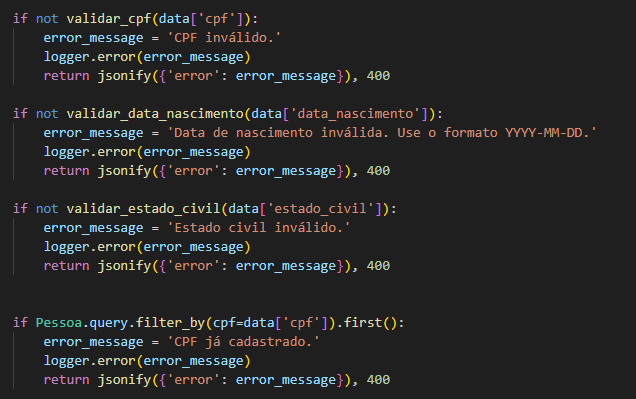 if not validar_cpf(data['cpf']):
    error_message = 'CPF inválido.'
    logger.error(error_message)
    return jsonify({'error': error_message}), 400

if not validar_data_nascimento(data['data_nascimento']):
    error_message = 'Data de nascimento inválida. Use o formato YYYY-MM-DD.'
    logger.error(error_message)
    return jsonify({'error': error_message}), 400

if not validar_estado_civil(data['estado_civil']):
    error_message = 'Estado civil inválido.'
    logger.error(error_message)
    return jsonify({'error': error_message}), 400


if Pessoa.query.filter_by(cpf=data['cpf']).first():
    error_message = 'CPF já cadastrado.'
    logger.error(error_message)
    return jsonify({'error': error_message}), 400